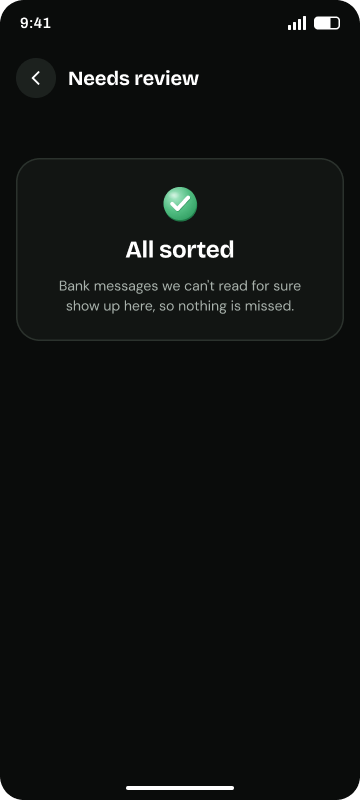 9:41
Needs review
All sorted
Bank messages we can't read for sure
show up here, so nothing is missed.